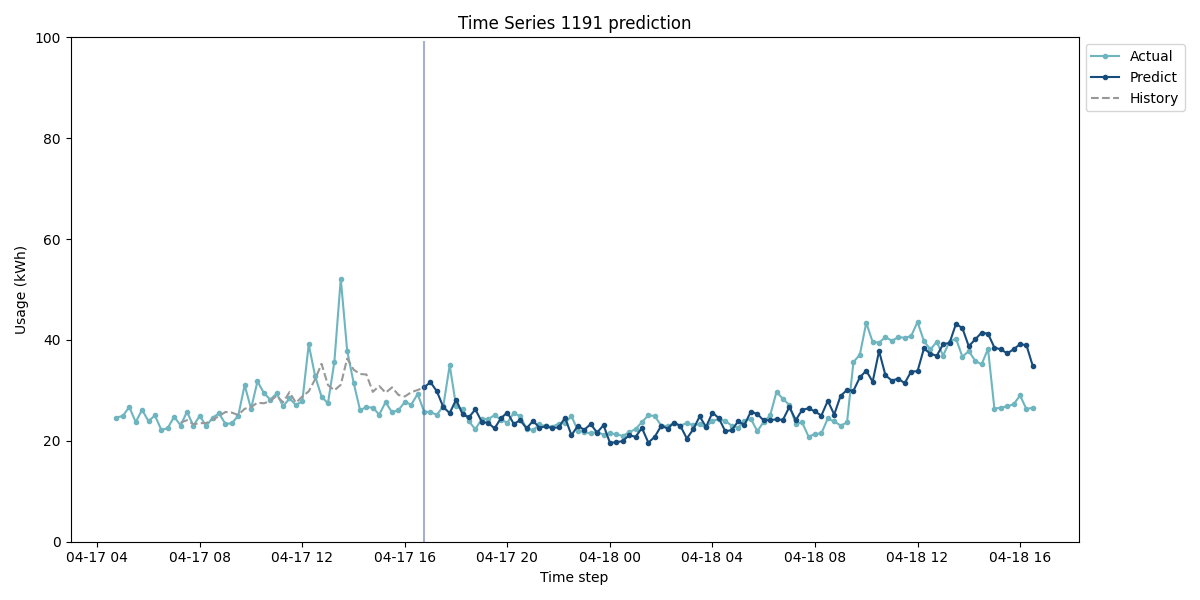 Time Series 1191 prediction
100
80
60
40
20
0
Usage (kWh)
04-17 04
04-17 08
04-17 12
04-17 16
04-17 20
04-18 00
04-18 04
04-18 08
04-18 12
04-18 16
Time step
Actual
Predict
History